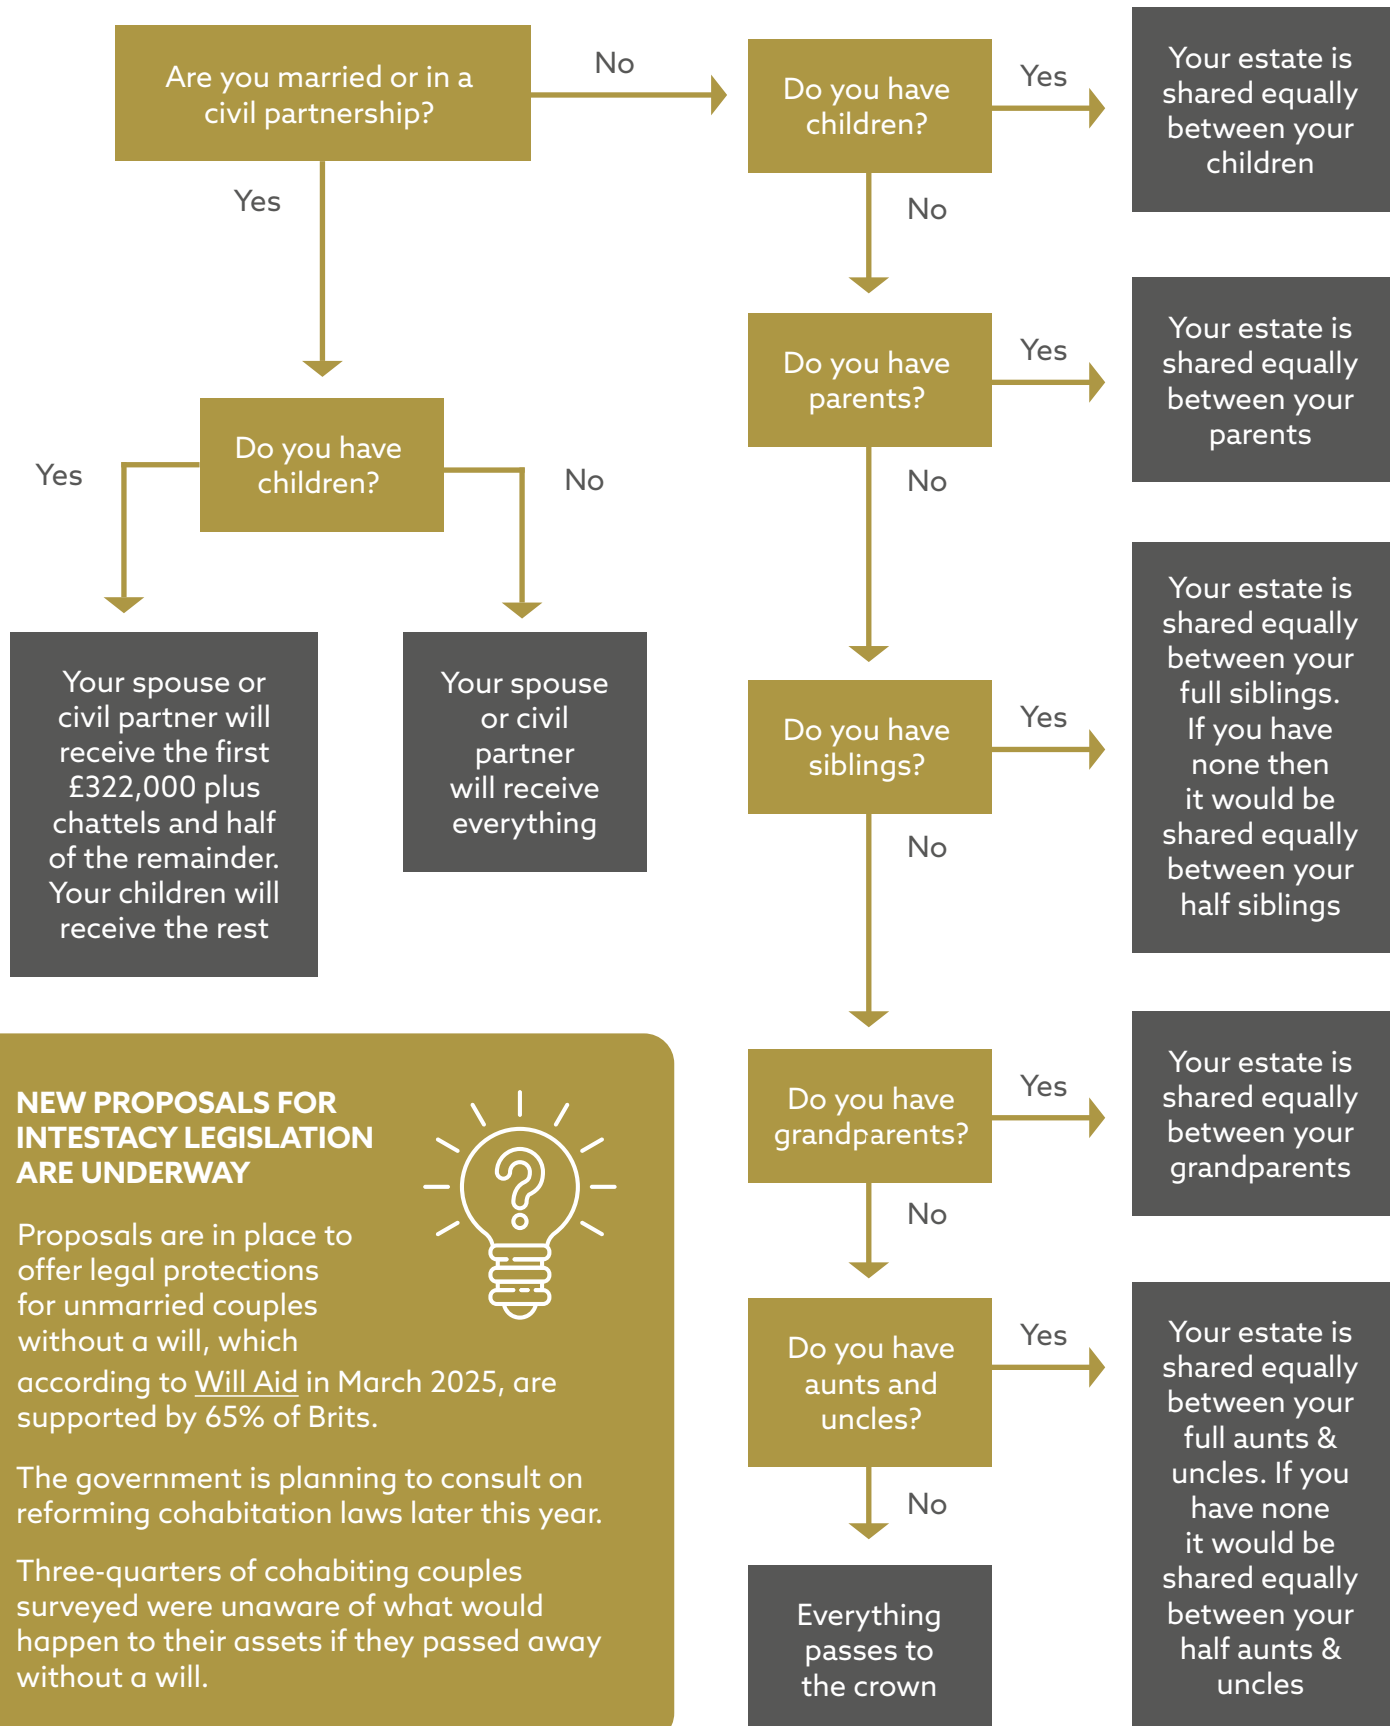 Are you married or in a
civil partnership?
No
Do you have
children?
Yes
Your estate is
shared equally
between your
children
Yes
No
Do you have
parents?
Yes
Your estate is
shared equally
between your
parents
Do you have
children?
Yes
No
No
Your spouse or
civil partner will
receive the first
£322,000 plus
chattels and half
of the remainder.
Your children will
receive the rest
Your spouse
or civil
partner
will receive
everything
Do you have
siblings?
Yes
Your estate is
shared equally
between your
full siblings.
If you have
none then
it would be
shared equally
between your
half siblings
No
Do you have
grandparents?
Yes
Your estate is
shared equally
between your
grandparents
No
Do you have
aunts and
uncles?
Yes
Your estate is
shared equally
between your
full aunts &
uncles. If you
have none
it would be
shared equally
between your
half aunts &
uncles
No
Everything
passes to
the crown
NEW PROPOSALS FOR
INTESTACY LEGISLATION
ARE UNDERWAY
?
Proposals are in place to
offer legal protections
for unmarried couples
without a will, which
according to Will Aid in March 2025, are
supported by 65% of Brits.
The government is planning to consult on
reforming cohabitation laws later this year.
Three-quarters of cohabiting couples
surveyed were unaware of what would
happen to their assets if they passed away
without a will.